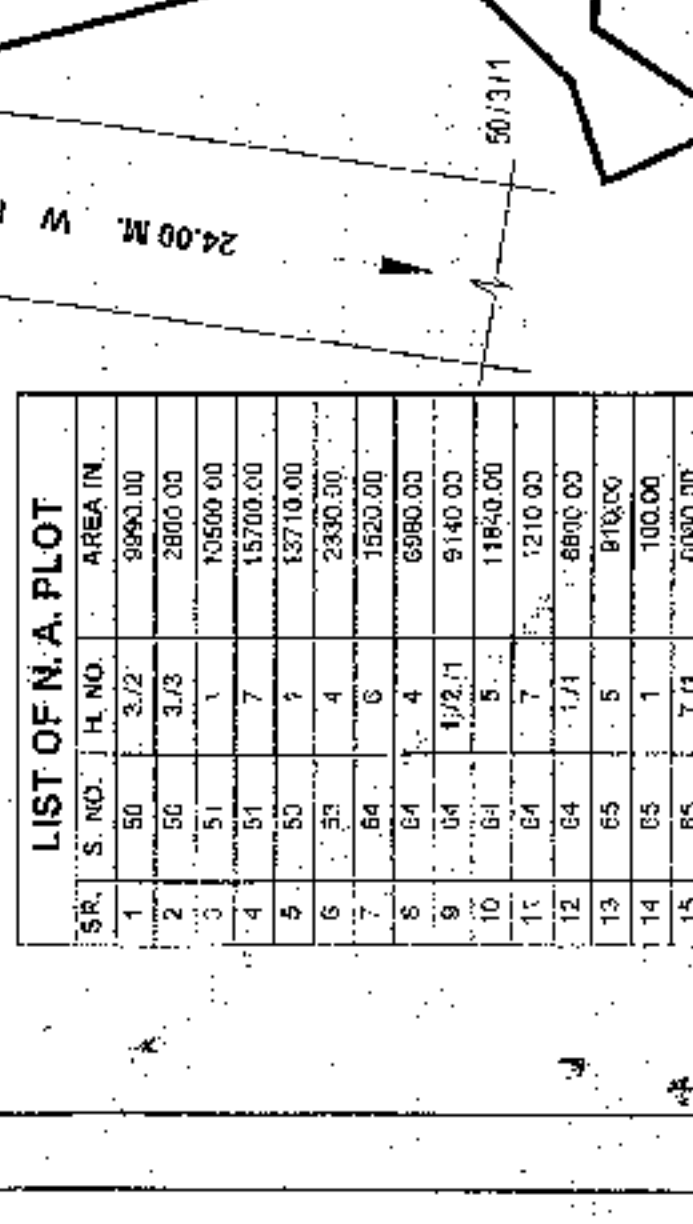 50/3/1
24.00 M. W
LIST OF N. A. PLOT
SR. S. NO. H. NO. AREA IN
1 50 3/2 9990.00
2 50 3/3 2800.00
51 10500.00
4 51 7 15700.00
5 53 13710.00
6 53 4 2330.00
7 64 6 1520.00
8 64 4 6980.00
9 64 1/2/1 9140.00
10 64 5 11840.00
11 64 7 1210.00
12 64 1/1 6800.00
13 65 5 910.00
14 65 1 100.00
15 65 7/1